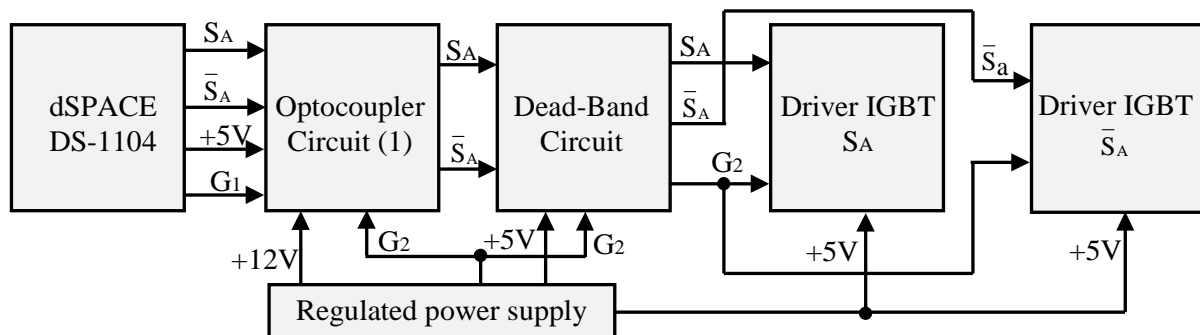 S_A
S̄_A
+5V
G1
dSPACE
DS-1104
Optocoupler
Circuit (1)
S_A
S̄_A
Dead-Band
Circuit
S_A
S̄_A
G2
Driver IGBT
S_A
S̄a
Driver IGBT
S̄_A
+12V
G2
+5V
G2
+5V
+5V
Regulated power supply